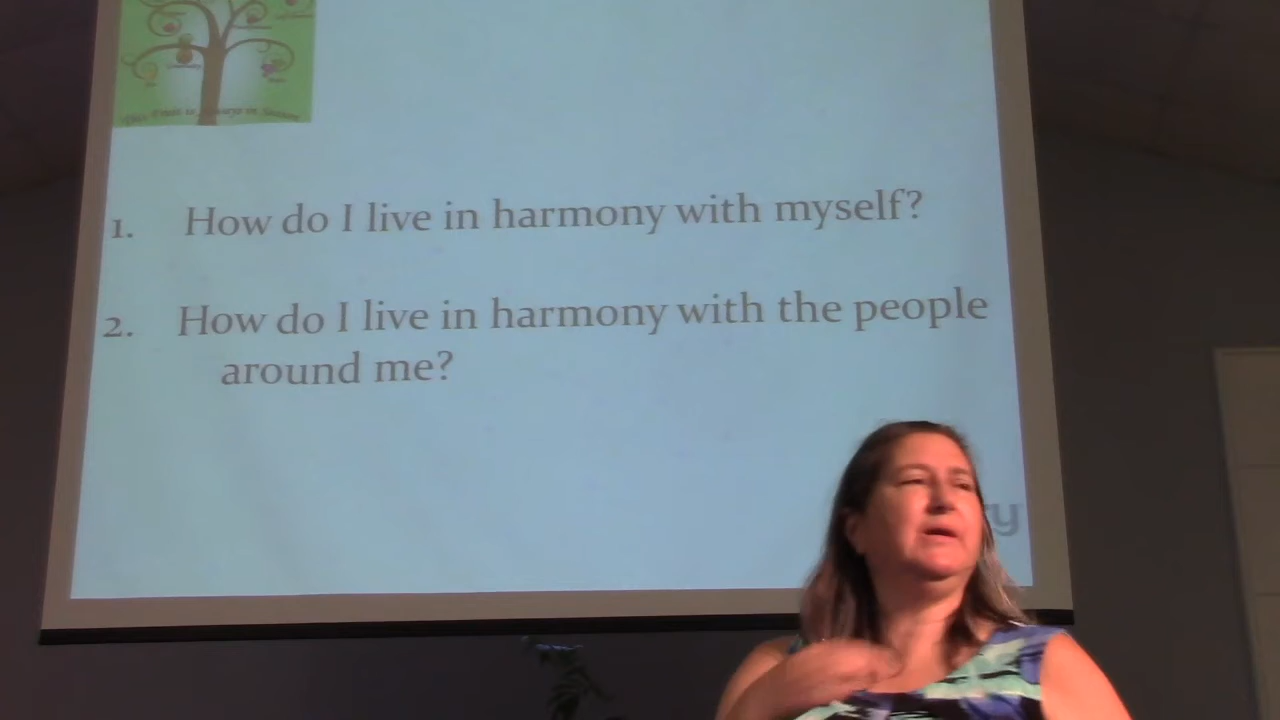 1. How do I live in harmony with myself?
2. How do I live in harmony with the people
around me?